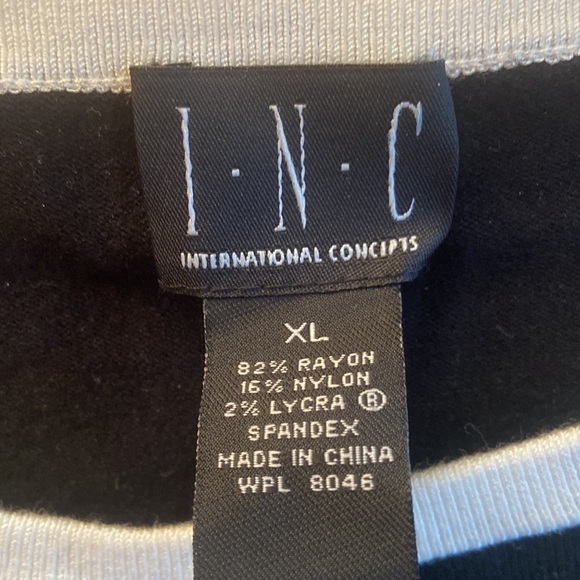 I·N·C
INTERNATIONAL CONCEPTS
XL
82% RAYON
16% NYLON
2% LYCRA ®
SPANDEX
MADE IN CHINA
WPL 8046